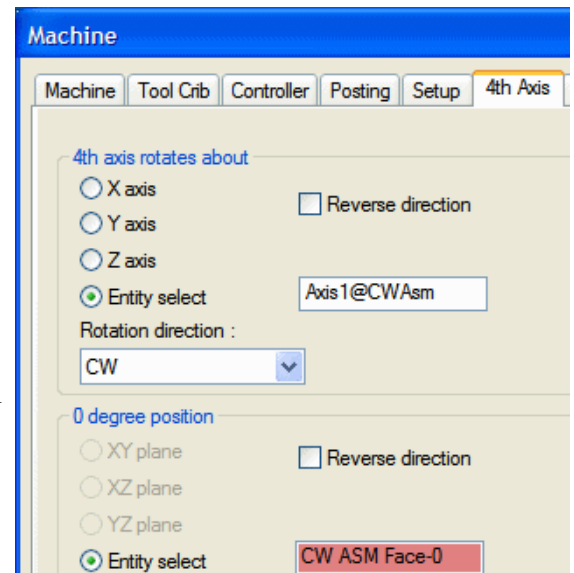 Machine
Machine Tool Crib Controller Posting Setup 4th Axis
4th axis rotates about
X axis
Reverse direction
Y axis
Z axis
Entity select Axis1@CWAsm
Rotation direction :
CW
0 degree position
XY plane
Reverse direction
XZ plane
YZ plane
Entity select CW ASM Face-0